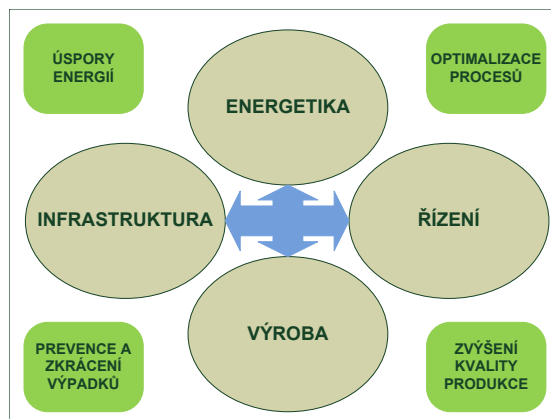 ÚSPORY
ENERGIÍ
OPTIMALIZACE
PROCESŮ
ENERGETIKA
INFRASTRUKTURA
ŘÍZENÍ
VÝROBA
PREVENCE A
ZKRÁCENÍ
VÝPADKŮ
ZVÝŠENÍ
KVALITY
PRODUKCE